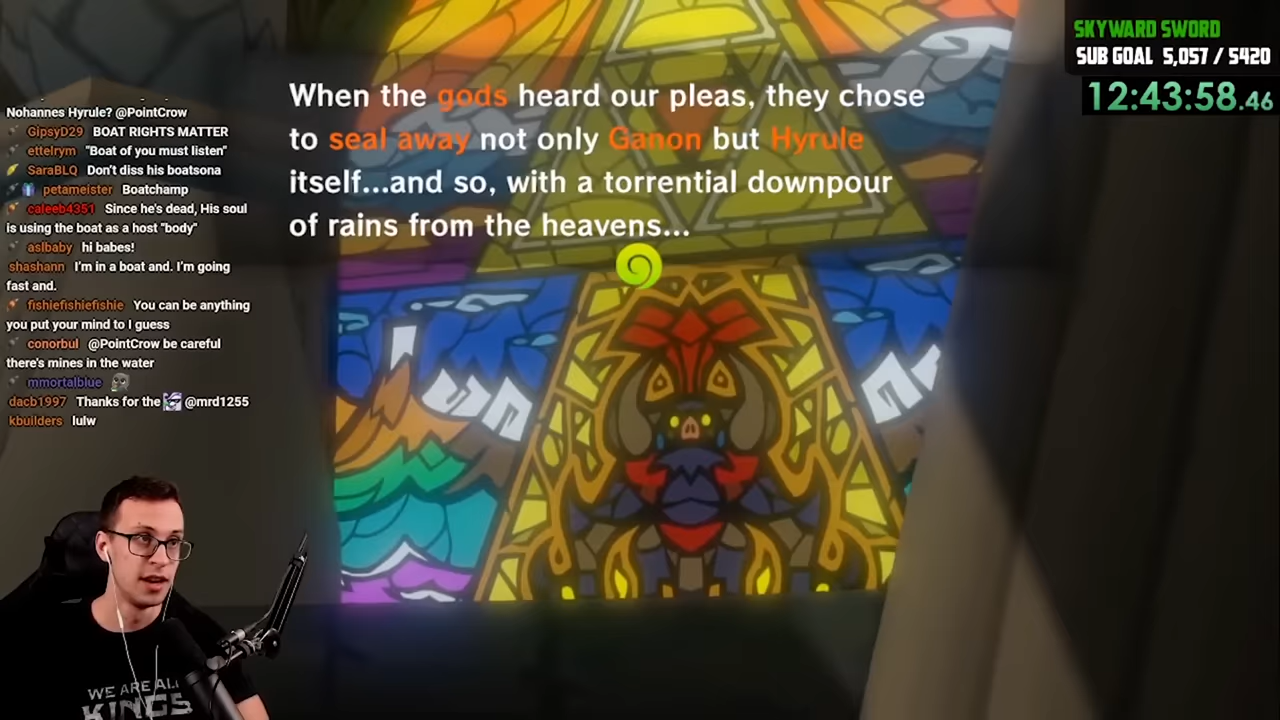 SKYWARD SWORD
SUB GOAL 5,057 / 5420
12:43:58.46
When the gods heard our pleas, they chose
to seal away not only Ganon but Hyrule
itself...and so, with a torrential downpour
of rains from the heavens...
Nohannes Hyrule? @PointCrow
GipsyD29 BOAT RIGHTS MATTER
ettelrym "Boat of you must listen"
SaraBLQ Don't diss his boatsona
petameister Boatchamp
caleeb4351 Since he's dead, His soul
is using the boat as a host "body"
aslbaby hi babes!
shashann I'm in a boat and. I'm going
fast and.
fishiefishiefishie You can be anything
you put your mind to I guess
conorbul @PointCrow be careful
there's mines in the water
mmortalblue
dacb1997 Thanks for the @mrd1255
kbuilders lulw
WE ARE ALL
KINGS